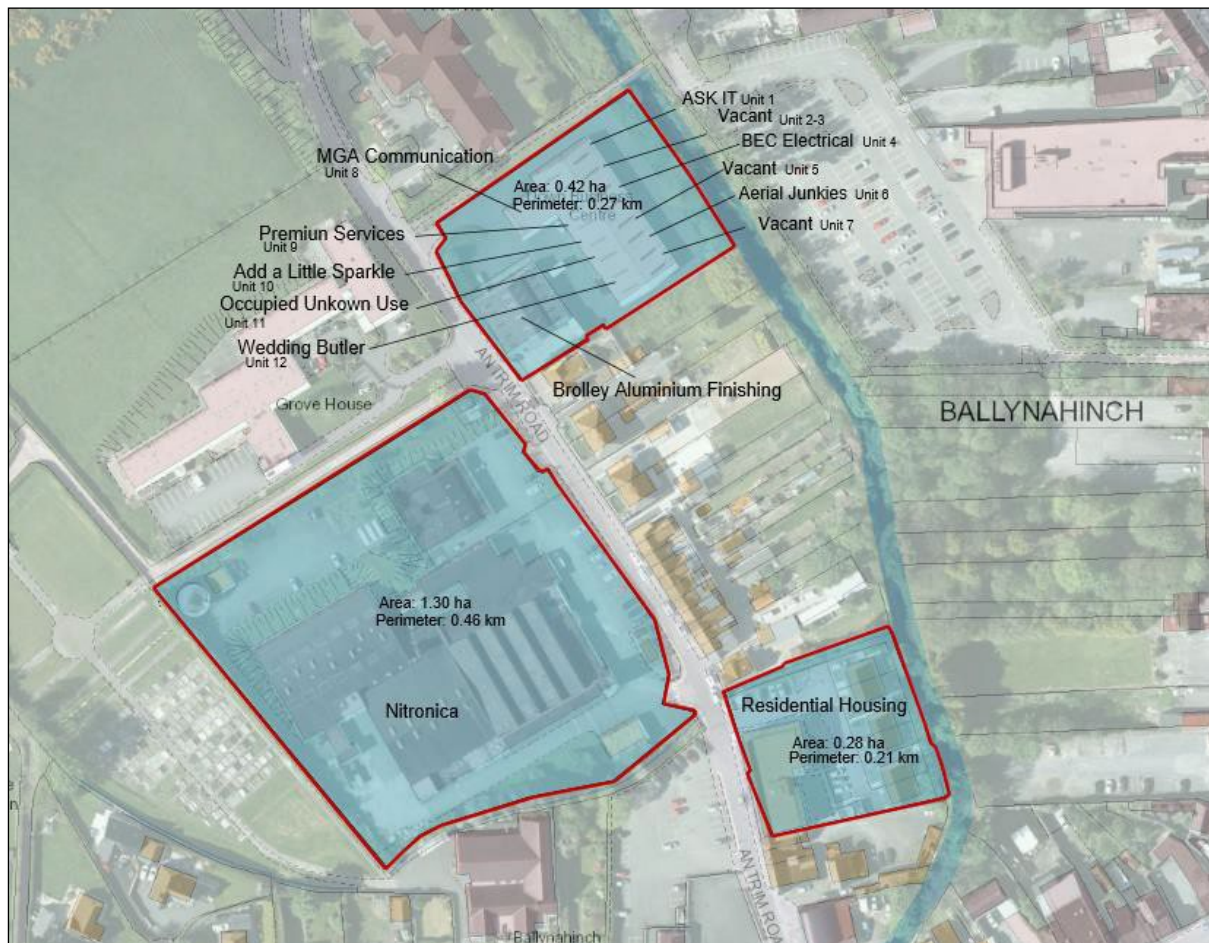 ASK IT Unit 1
Vacant Unit 2-3
BEC Electrical Unit 4
MGA Communication
Unit 8
Vacant Unit 5
Area: 0.42 ha
Perimeter: 0.27 km
Centre
Aerial Junkies Unit 6
Vacant Unit 7
Premiun Services
Unit 9
Add a Little Sparkle
Unit 10
Occupied Unkown Use
Unit 11
Wedding Butler
Unit 12
ANTRIM ROAD
Brolley Aluminium Finishing
Grove House
BALLYNAHINCH
Area: 1.30 ha
Perimeter: 0.46 km
Nitronica
Residential Housing
Area: 0.28 ha
Perimeter: 0.21 km
ANTRIM ROAD
Ballynahinch